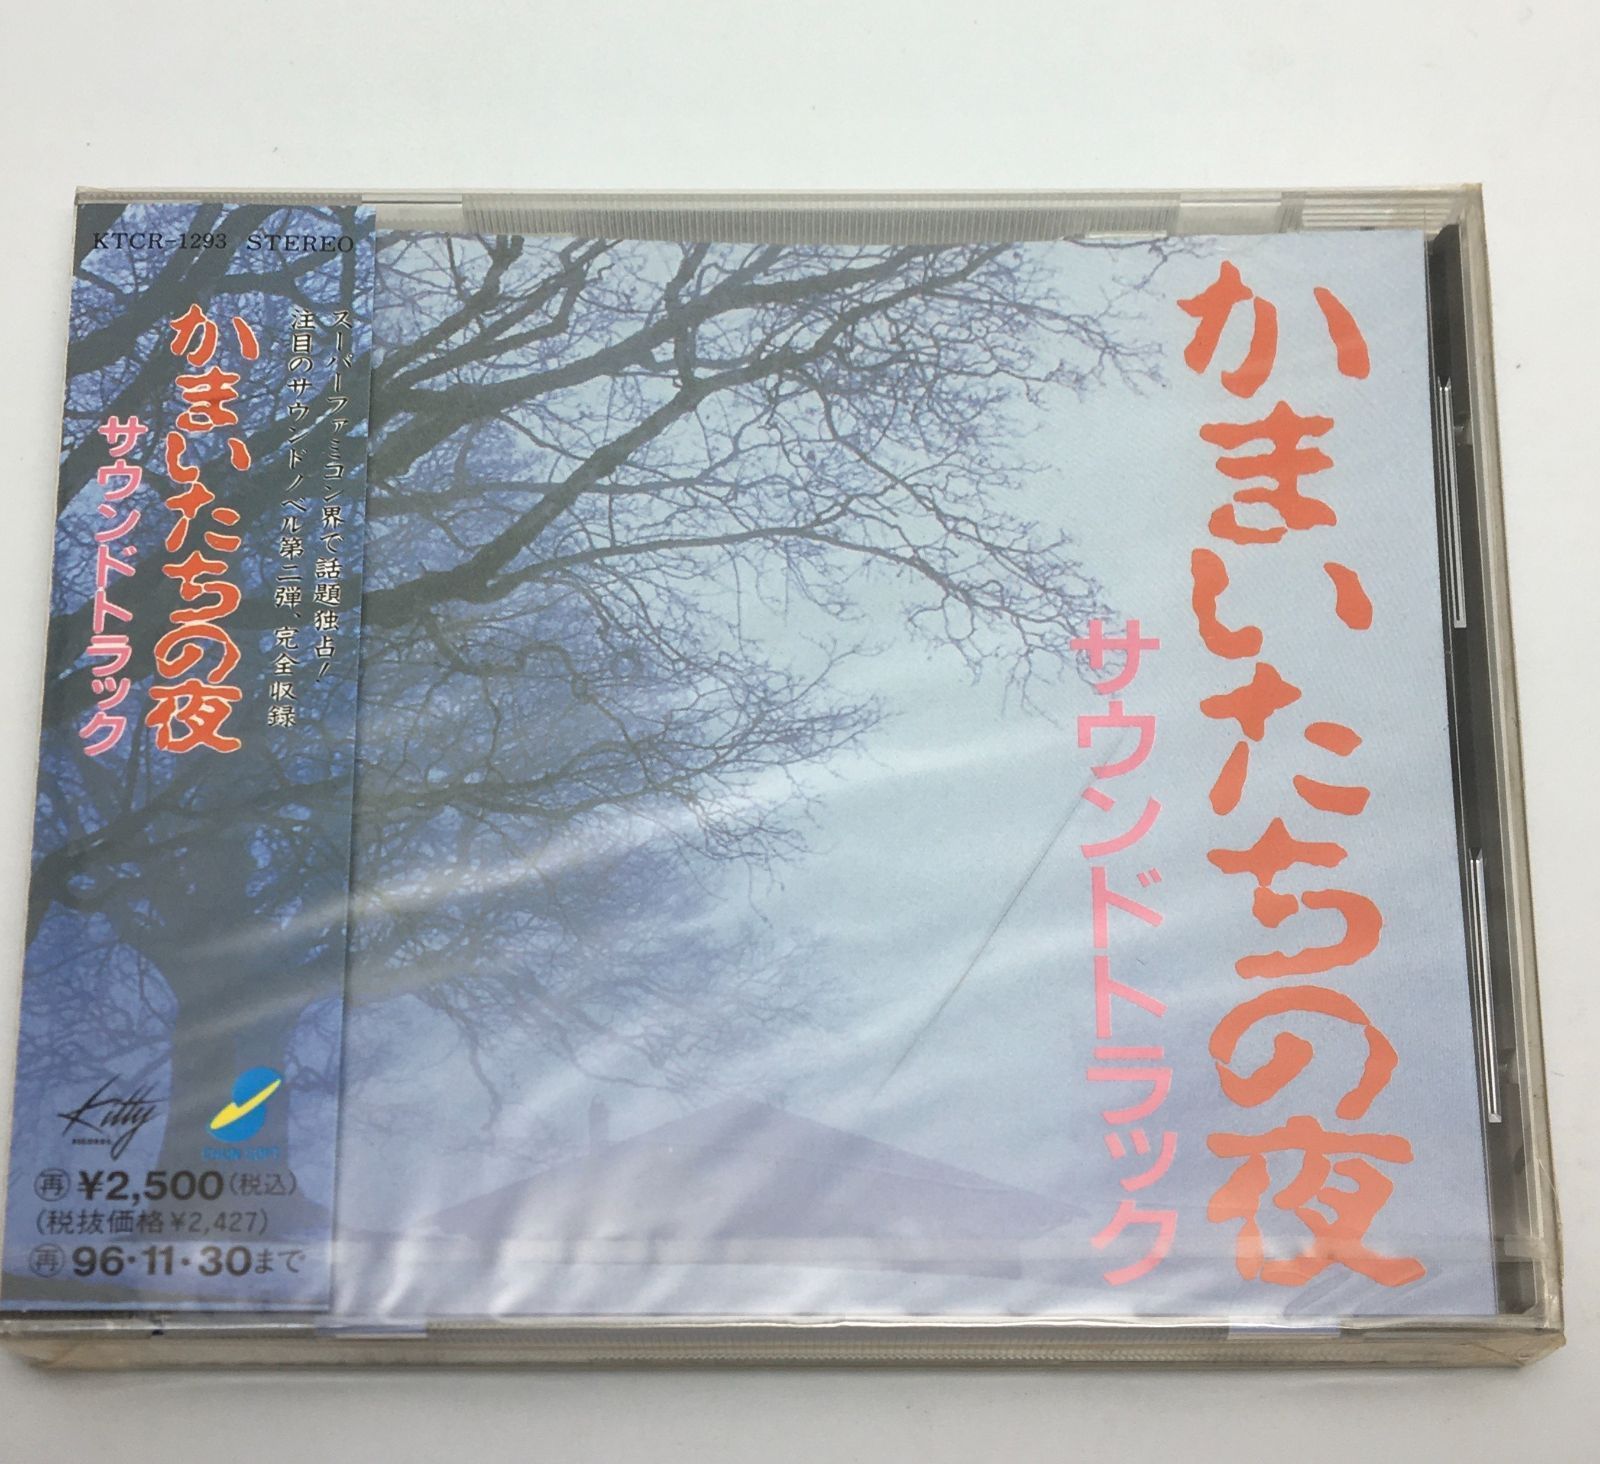 KTCR-1293 STEREO
スーパーファミコン界で話題独占!
注目のサウンドノベル第二弾、完全収録
かまいたちの夜
サウンドトラック
Kitty
RECORDS
CHUN SOFT
再 ¥2,500(税込)
(税抜価格¥2,427)
再 96・11・30まで
かまいたちの夜
サウンドトラック